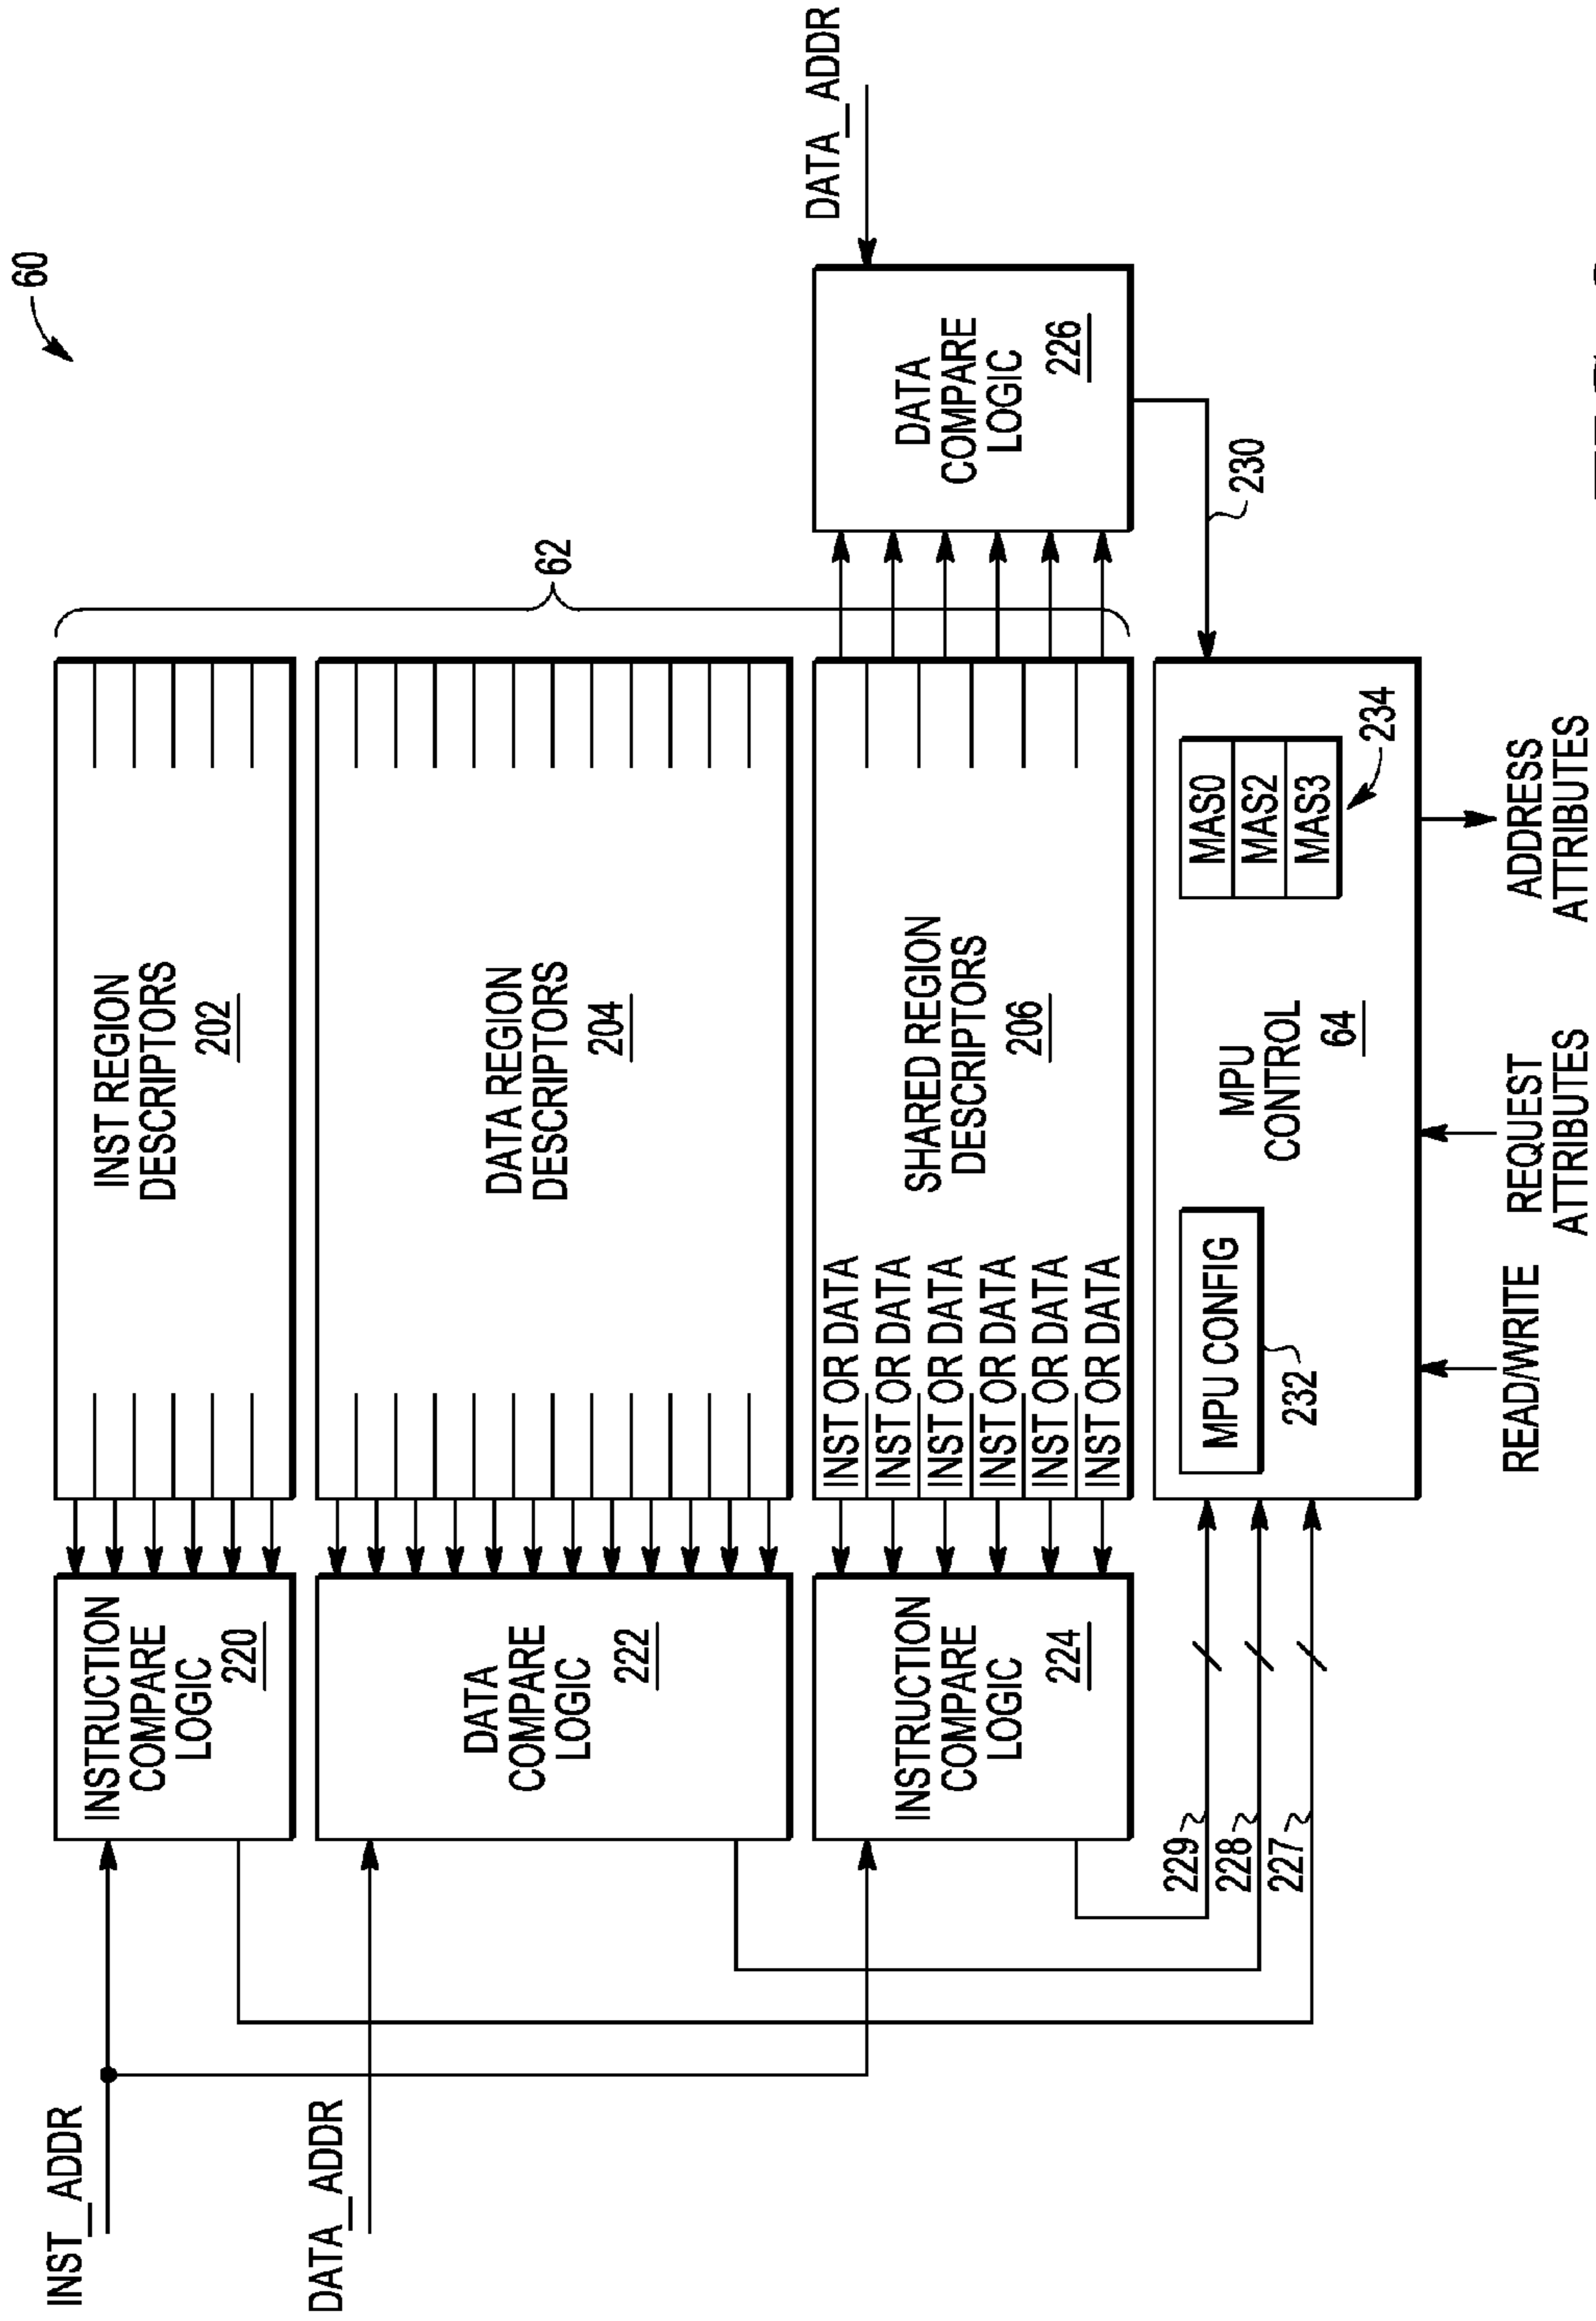 60
INST_ADDR
INSTRUCTION
COMPARE
LOGIC
220
INST REGION
DESCRIPTORS
202
62
DATA_ADDR
DATA
COMPARE
LOGIC
222
DATA REGION
DESCRIPTORS
204
INSTRUCTION
COMPARE
LOGIC
224
INST OR DATA
INST OR DATA
INST OR DATA
INST OR DATA
INST OR DATA
INST OR DATA
SHARED REGION
DESCRIPTORS
206
DATA
COMPARE
LOGIC
226
DATA_ADDR
229
228
227
MPU CONFIG
232
MPU
CONTROL
64
MAS0
MAS2
MAS3
234
230
READ/WRITE
REQUEST
ATTRIBUTES
ADDRESS
ATTRIBUTES